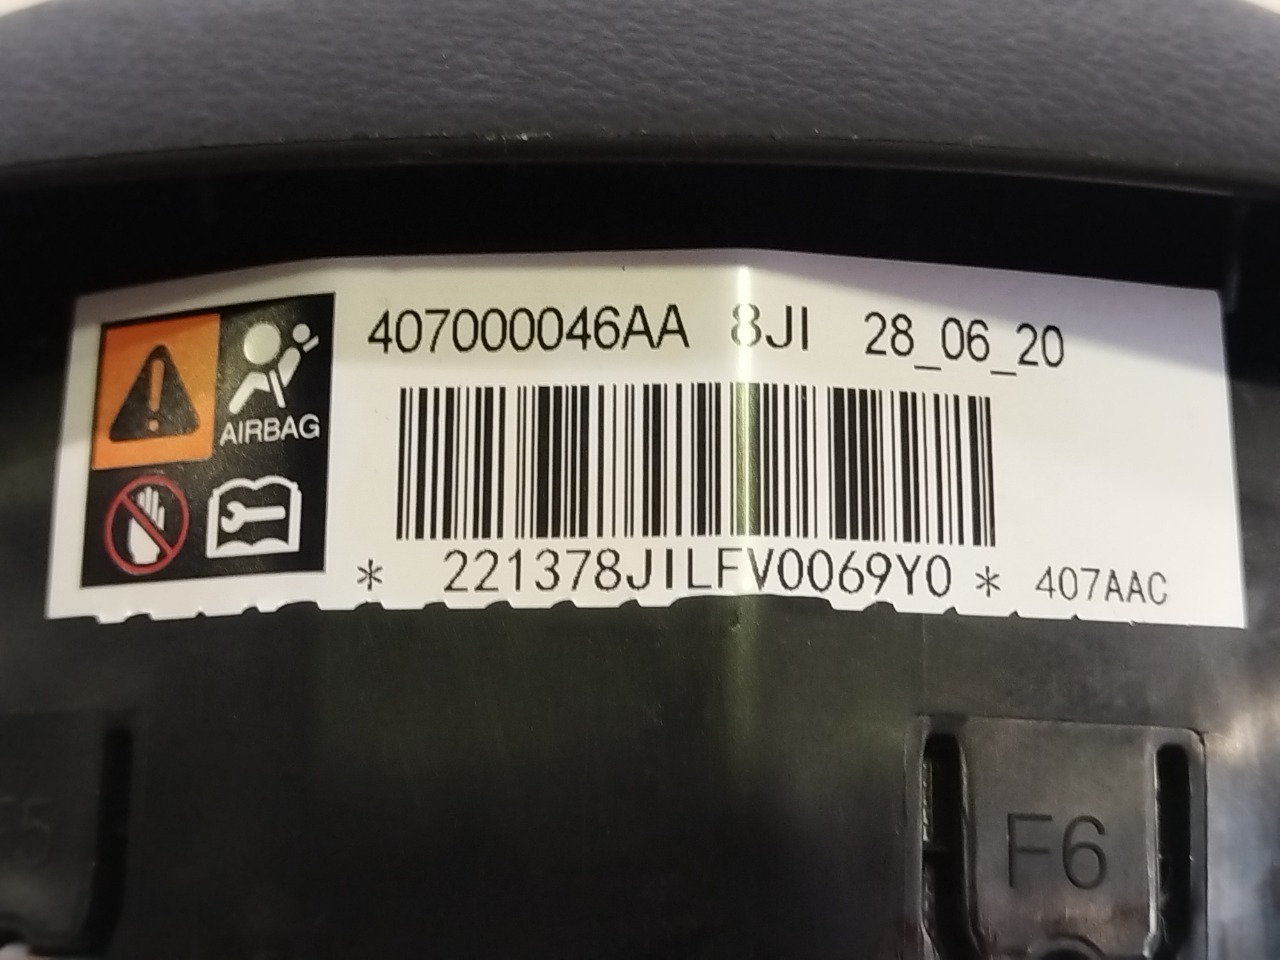 407000046AA 8JI 28_06_20
AIRBAG
* 221378JILFV0069Y0 * 407AAC
F6